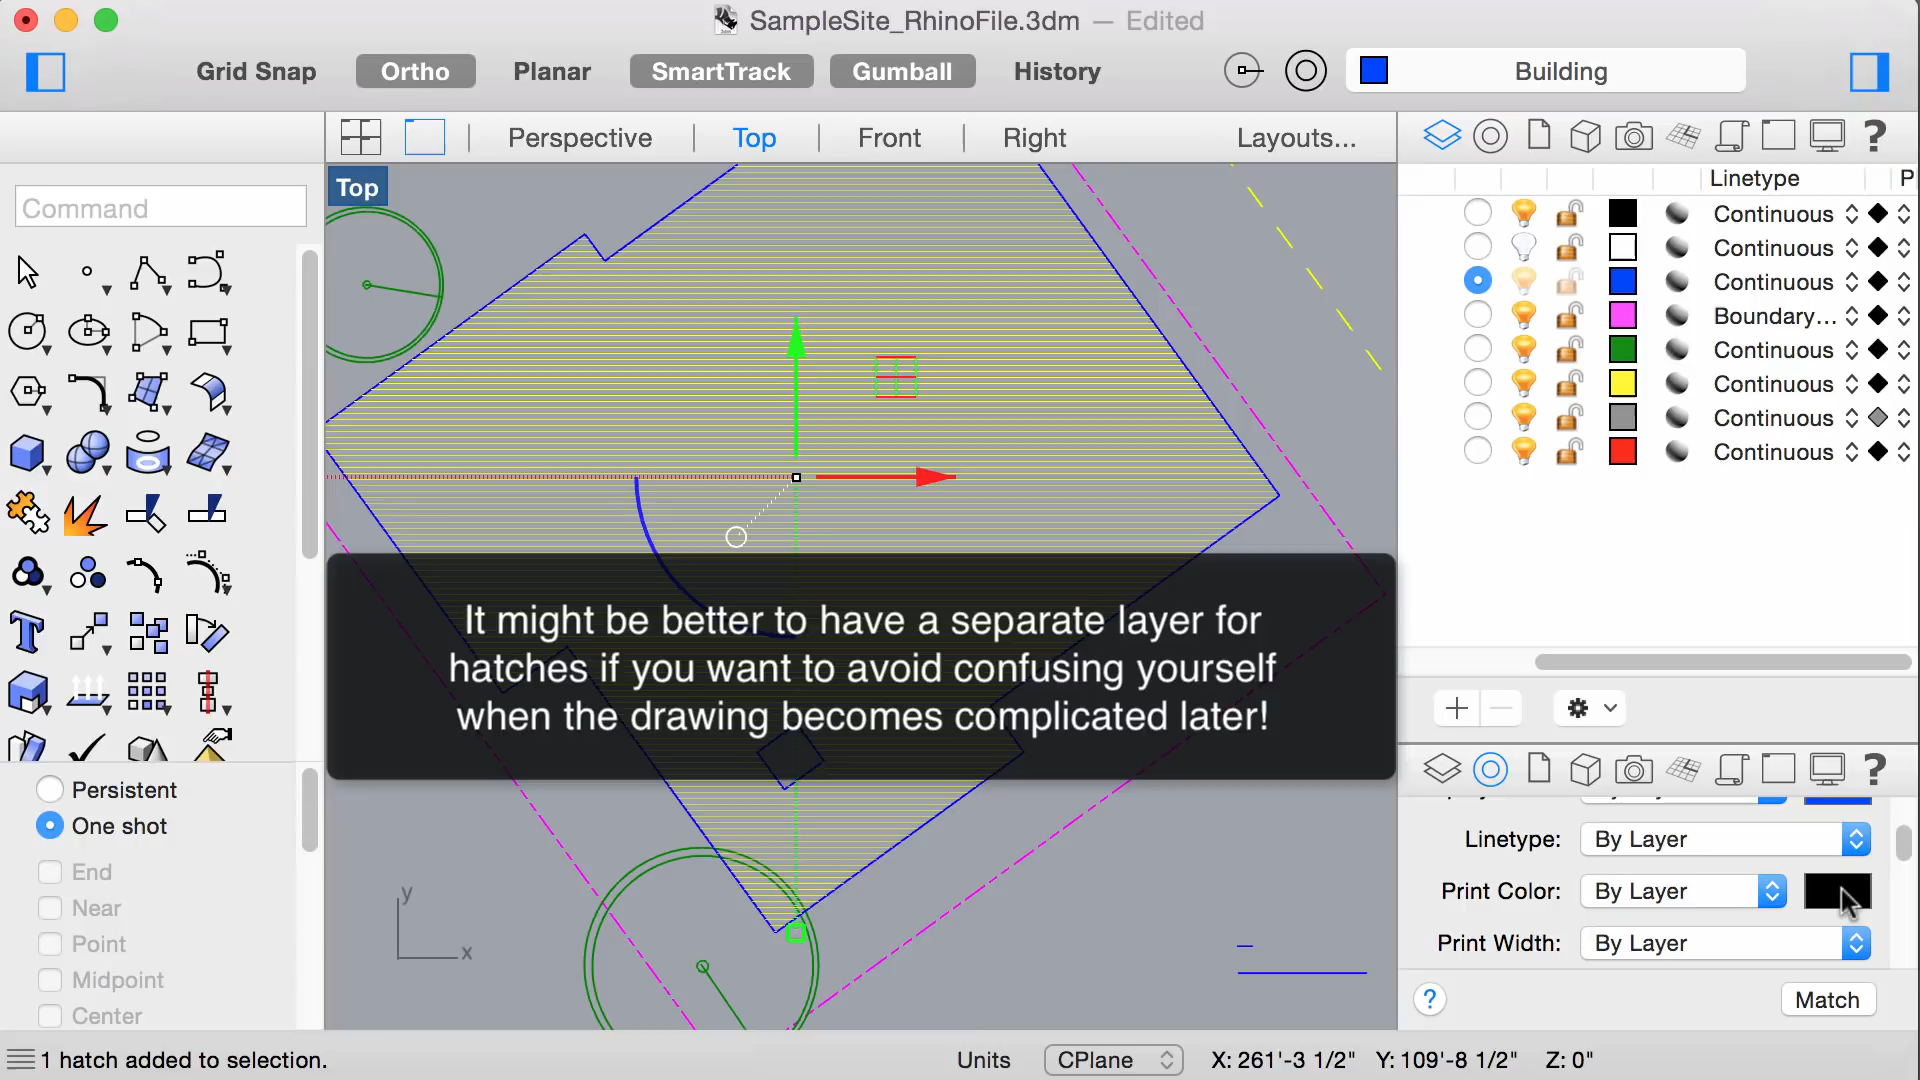 SampleSite_RhinoFile.3dm — Edited
Grid Snap Ortho Planar SmartTrack Gumball History Building
Perspective Top Front Right Layouts...
Top
Command
Linetype P
Continuous
Continuous
Continuous
Boundary...
Continuous
Continuous
Continuous
Continuous
It might be better to have a separate layer for
hatches if you want to avoid confusing yourself
when the drawing becomes complicated later!
Persistent
One shot
End
Near
Point
Midpoint
Center
y
x
Linetype: By Layer
Print Color: By Layer
Print Width: By Layer
? Match
1 hatch added to selection. Units CPlane X: 261'-3 1/2" Y: 109'-8 1/2" Z: 0"